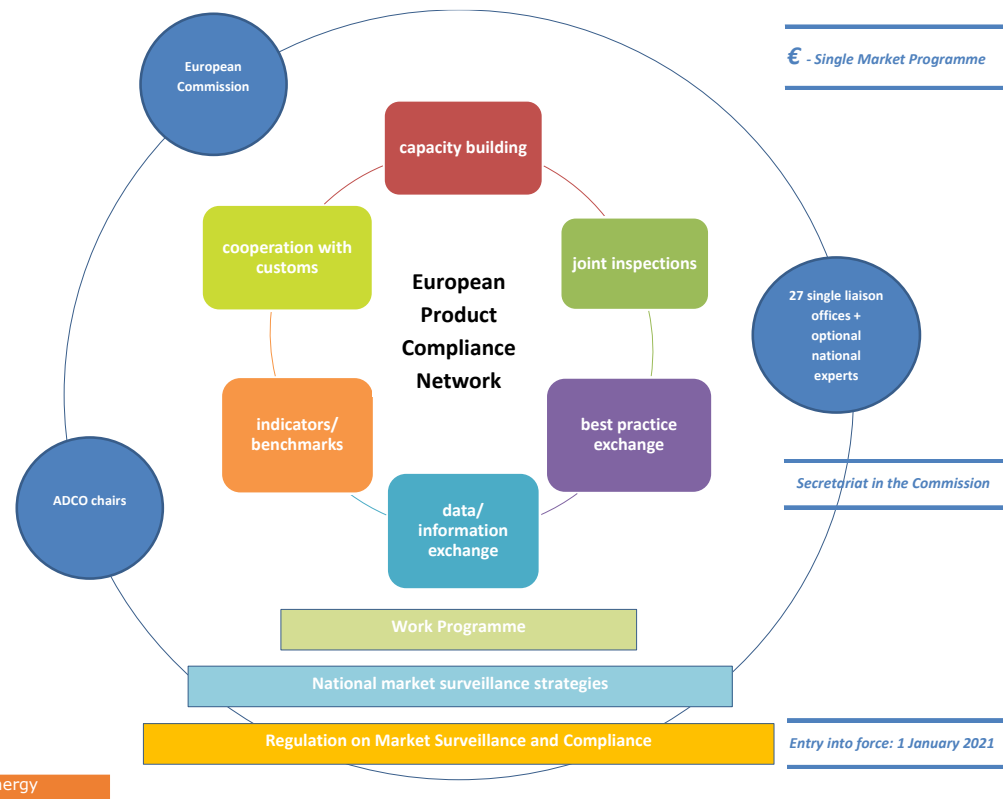 European
Commission
€ - Single Market Programme
capacity building
cooperation with
customs
joint inspections
European
Product
Compliance
Network
27 single liaison
offices +
optional
national
experts
indicators/
benchmarks
best practice
exchange
ADCO chairs
Secretariat in the Commission
data/
information
exchange
Work Programme
National market surveillance strategies
Regulation on Market Surveillance and Compliance
Entry into force: 1 January 2021